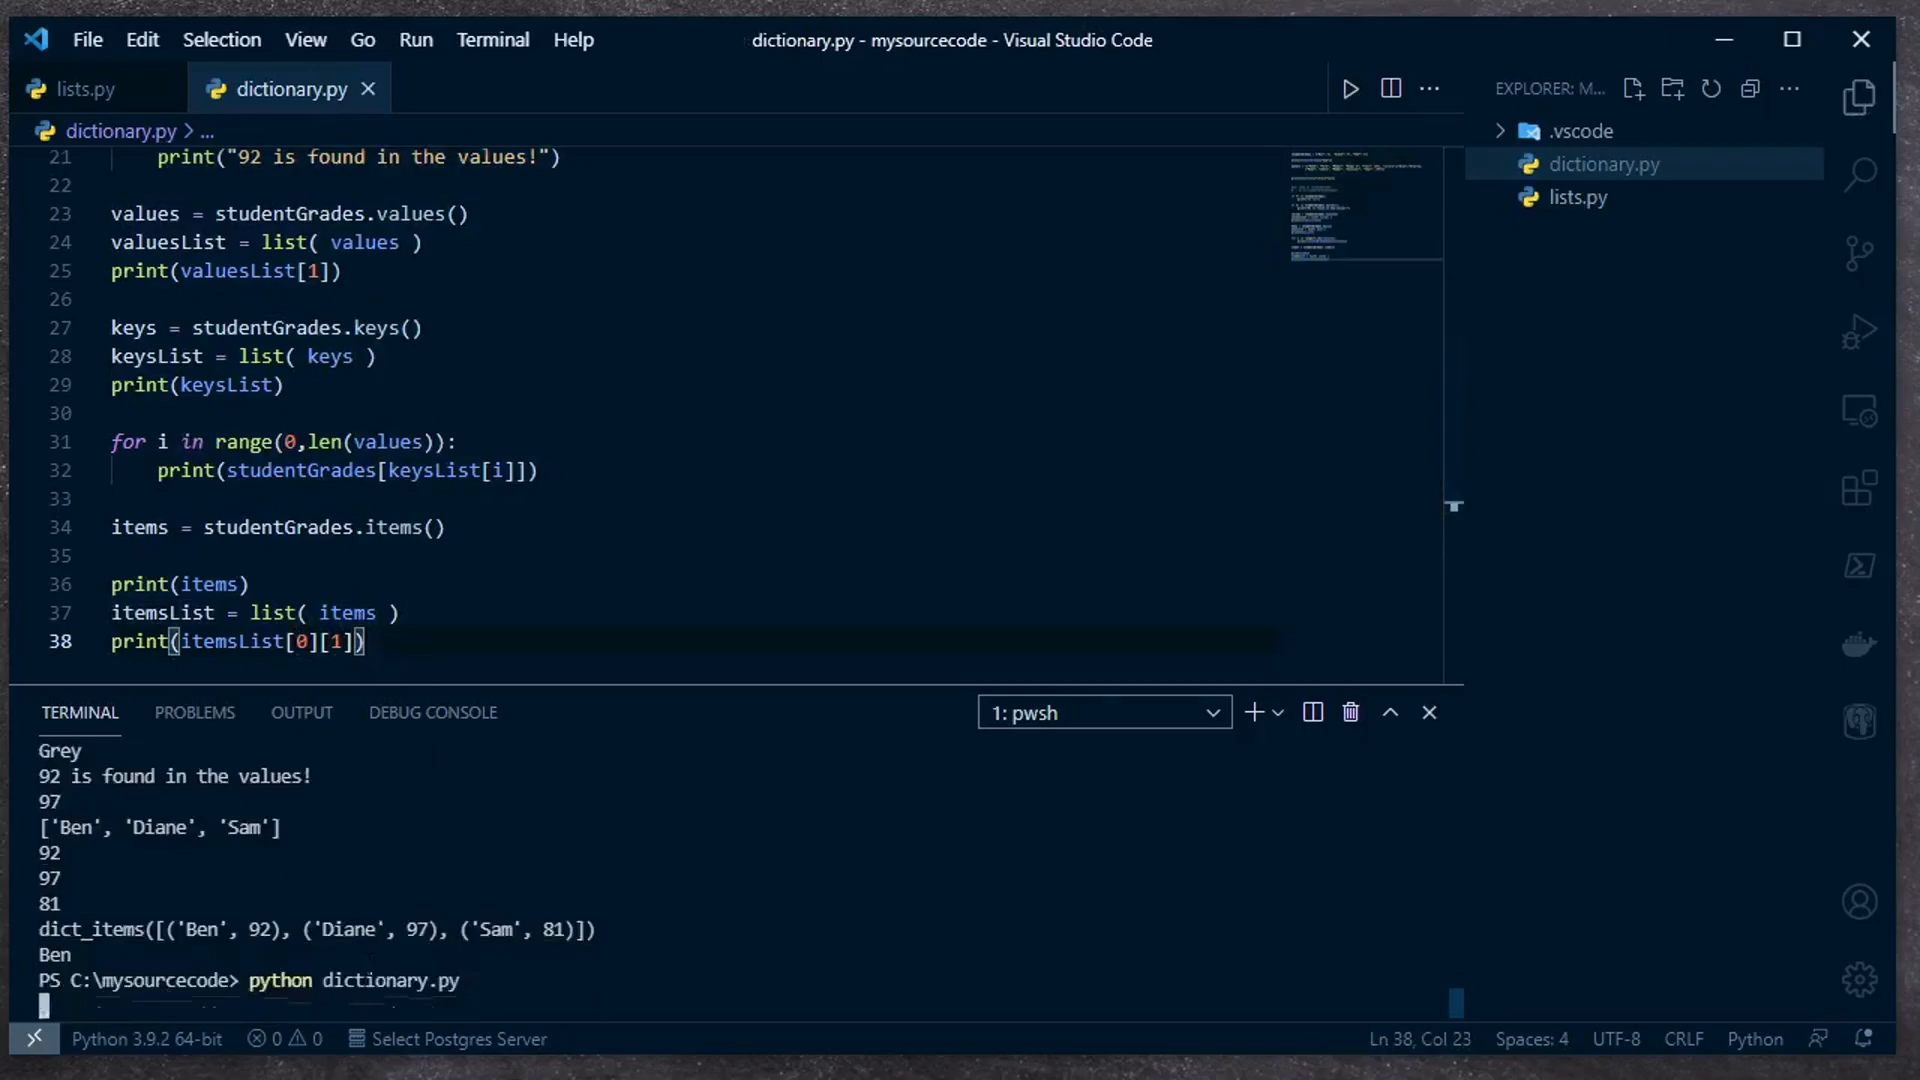 File Edit Selection View Go Run Terminal Help
dictionary.py - mysourcecode - Visual Studio Code
lists.py
dictionary.py
EXPLORER: M...
dictionary.py > ...
.vscode
dictionary.py
lists.py
21 print("92 is found in the values!")
22
23 values = studentGrades.values()
24 valuesList = list( values )
25 print(valuesList[1])
26
27 keys = studentGrades.keys()
28 keysList = list( keys )
29 print(keysList)
30
31 for i in range(0,len(values)):
32 print(studentGrades[keysList[i]])
33
34 items = studentGrades.items()
35
36 print(items)
37 itemsList = list( items )
38 print(itemsList[0][1])
TERMINAL PROBLEMS OUTPUT DEBUG CONSOLE
1: pwsh
Grey
92 is found in the values!
97
['Ben', 'Diane', 'Sam']
92
97
81
dict_items([('Ben', 92), ('Diane', 97), ('Sam', 81)])
Ben
PS C:\mysourcecode> python dictionary.py
Python 3.9.2 64-bit 0 0 Select Postgres Server
Ln 38, Col 23 Spaces: 4 UTF-8 CRLF Python